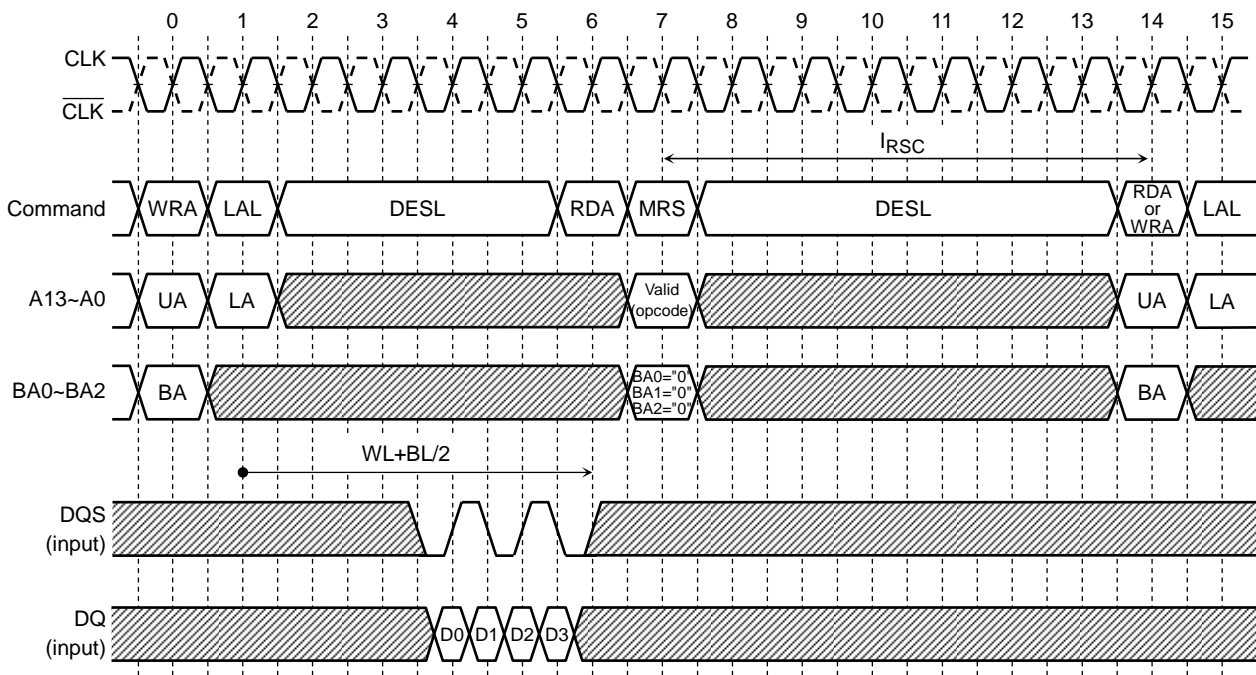 0 1 2 3 4 5 6 7 8 9 10 11 12 13 14 15
CLK
CLK
IRSC
Command WRA LAL DESL RDA MRS DESL RDA or WRA LAL
A13~A0 UA LA Valid (opcode) UA LA
BA0~BA2 BA BA0="0" BA1="0" BA2="0" BA
WL+BL/2
DQS
(input)
DQ
(input)
D0 D1 D2 D3